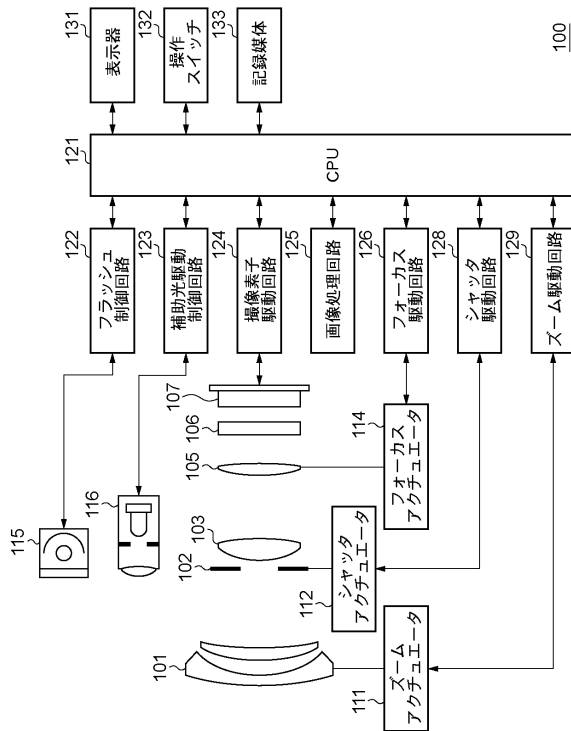 100
131
表示器
132
操作
スイッチ
133
記録媒体
121
CPU
122
フラッシュ
制御回路
123
補助光駆動
制御回路
124
撮像素子
駆動回路
125
画像処理回路
126
フォーカス
駆動回路
128
シャッタ
駆動回路
129
ズーム駆動回路
115
116
107
106
105
103
102
101
114
フォーカス
アクチュエータ
112
シャッタ
アクチュエータ
111
ズーム
アクチュエータ